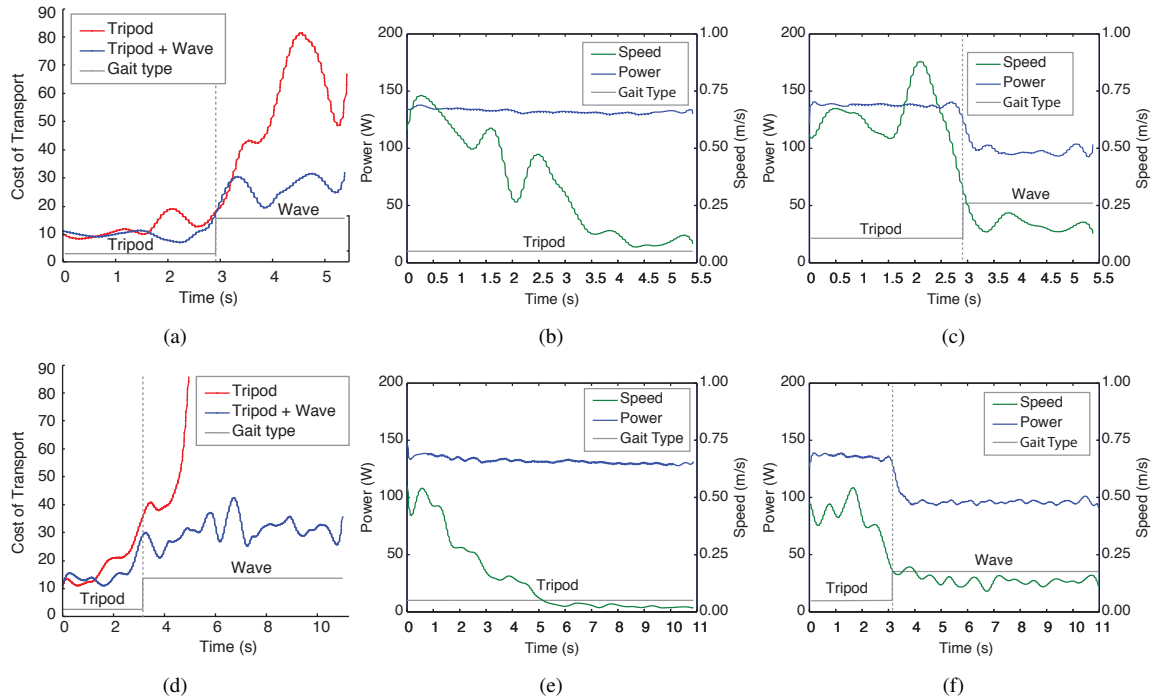 Cost of Transport
90
80
70
60
50
40
30
20
10
0
Tripod
Tripod + Wave
Gait type
Wave
Tripod
0 1 2 3 4 5
Time (s)
(a)
Power (W)
200
150
100
50
0
Speed
Power
Gait Type
Tripod
1.00
0.75
0.50
0.25
0.00
Speed (m/s)
0 0.5 1 1.5 2 2.5 3 3.5 4 4.5 5 5.5
Time (s)
(b)
Power (W)
200
150
100
50
0
Speed
Power
Gait Type
Wave
Tripod
1.00
0.75
0.50
0.25
0.00
Speed (m/s)
0 0.5 1 1.5 2 2.5 3 3.5 4 4.5 5 5.5
Time (s)
(c)
Cost of Transport
90
80
70
60
50
40
30
20
10
0
Tripod
Tripod + Wave
Gait type
Wave
Tripod
0 2 4 6 8 10
Time (s)
(d)
Power (W)
200
150
100
50
0
Speed
Power
Gait Type
Tripod
1.00
0.75
0.50
0.25
0.00
Speed (m/s)
0 1 2 3 4 5 6 7 8 9 10 11
Time (s)
(e)
Power (W)
200
150
100
50
0
Speed
Power
Gait Type
Wave
Tripod
1.00
0.75
0.50
0.25
0.00
Speed (m/s)
0 1 2 3 4 5 6 7 8 9 10 11
Time (s)
(f)